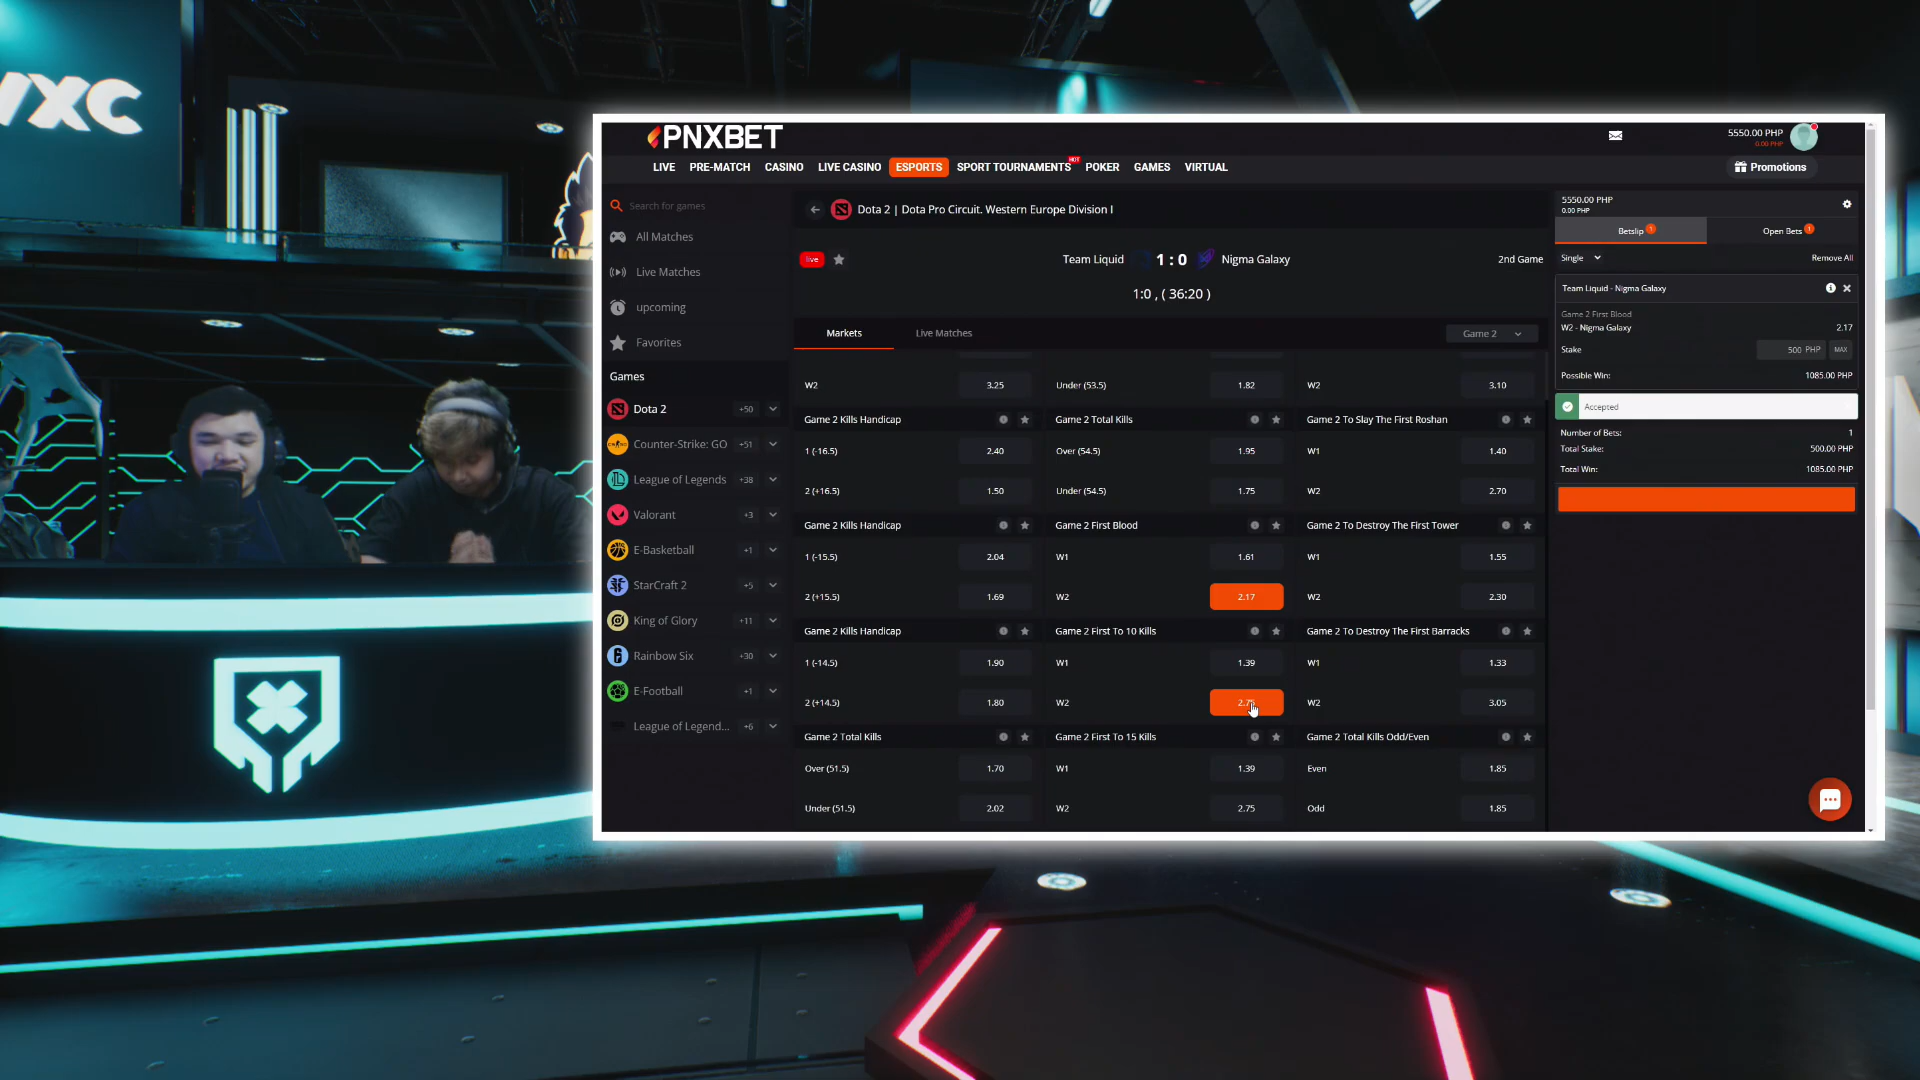 VXC
PNXBET
5550.00 PHP
0.00 PHP
LIVE PRE-MATCH CASINO LIVE CASINO ESPORTS SPORT TOURNAMENTS HOT POKER GAMES VIRTUAL
Promotions
Search for games
All Matches
Live Matches
upcoming
Favorites
Games
Dota 2 +50
Counter-Strike: GO +51
League of Legends +38
Valorant +3
E-Basketball +1
StarCraft 2 +5
King of Glory +11
Rainbow Six +30
E-Football +1
League of Legend... +6
Dota 2 | Dota Pro Circuit. Western Europe Division I
live
Team Liquid 1 : 0 Nigma Galaxy
2nd Game
1:0 , ( 36:20 )
Markets Live Matches
Game 2
W2 3.25 Under (53.5) 1.82 W2 3.10
Game 2 Kills Handicap Game 2 Total Kills Game 2 To Slay The First Roshan
1 (-16.5) 2.40 Over (54.5) 1.95 W1 1.40
2 (+16.5) 1.50 Under (54.5) 1.75 W2 2.70
Game 2 Kills Handicap Game 2 First Blood Game 2 To Destroy The First Tower
1 (-15.5) 2.04 W1 1.61 W1 1.55
2 (+15.5) 1.69 W2 2.17 W2 2.30
Game 2 Kills Handicap Game 2 First To 10 Kills Game 2 To Destroy The First Barracks
1 (-14.5) 1.90 W1 1.39 W1 1.33
2 (+14.5) 1.80 W2 2.75 W2 3.05
Game 2 Total Kills Game 2 First To 15 Kills Game 2 Total Kills Odd/Even
Over (51.5) 1.70 W1 1.39 Even 1.85
Under (51.5) 2.02 W2 2.75 Odd 1.85
5550.00 PHP
0.00 PHP
Betslip 1 Open Bets 1
Single Remove All
Team Liquid - Nigma Galaxy
Game 2 First Blood
W2 - Nigma Galaxy 2.17
Stake 500 PHP MAX
Possible Win: 1085.00 PHP
Accepted
Number of Bets: 1
Total Stake: 500.00 PHP
Total Win: 1085.00 PHP